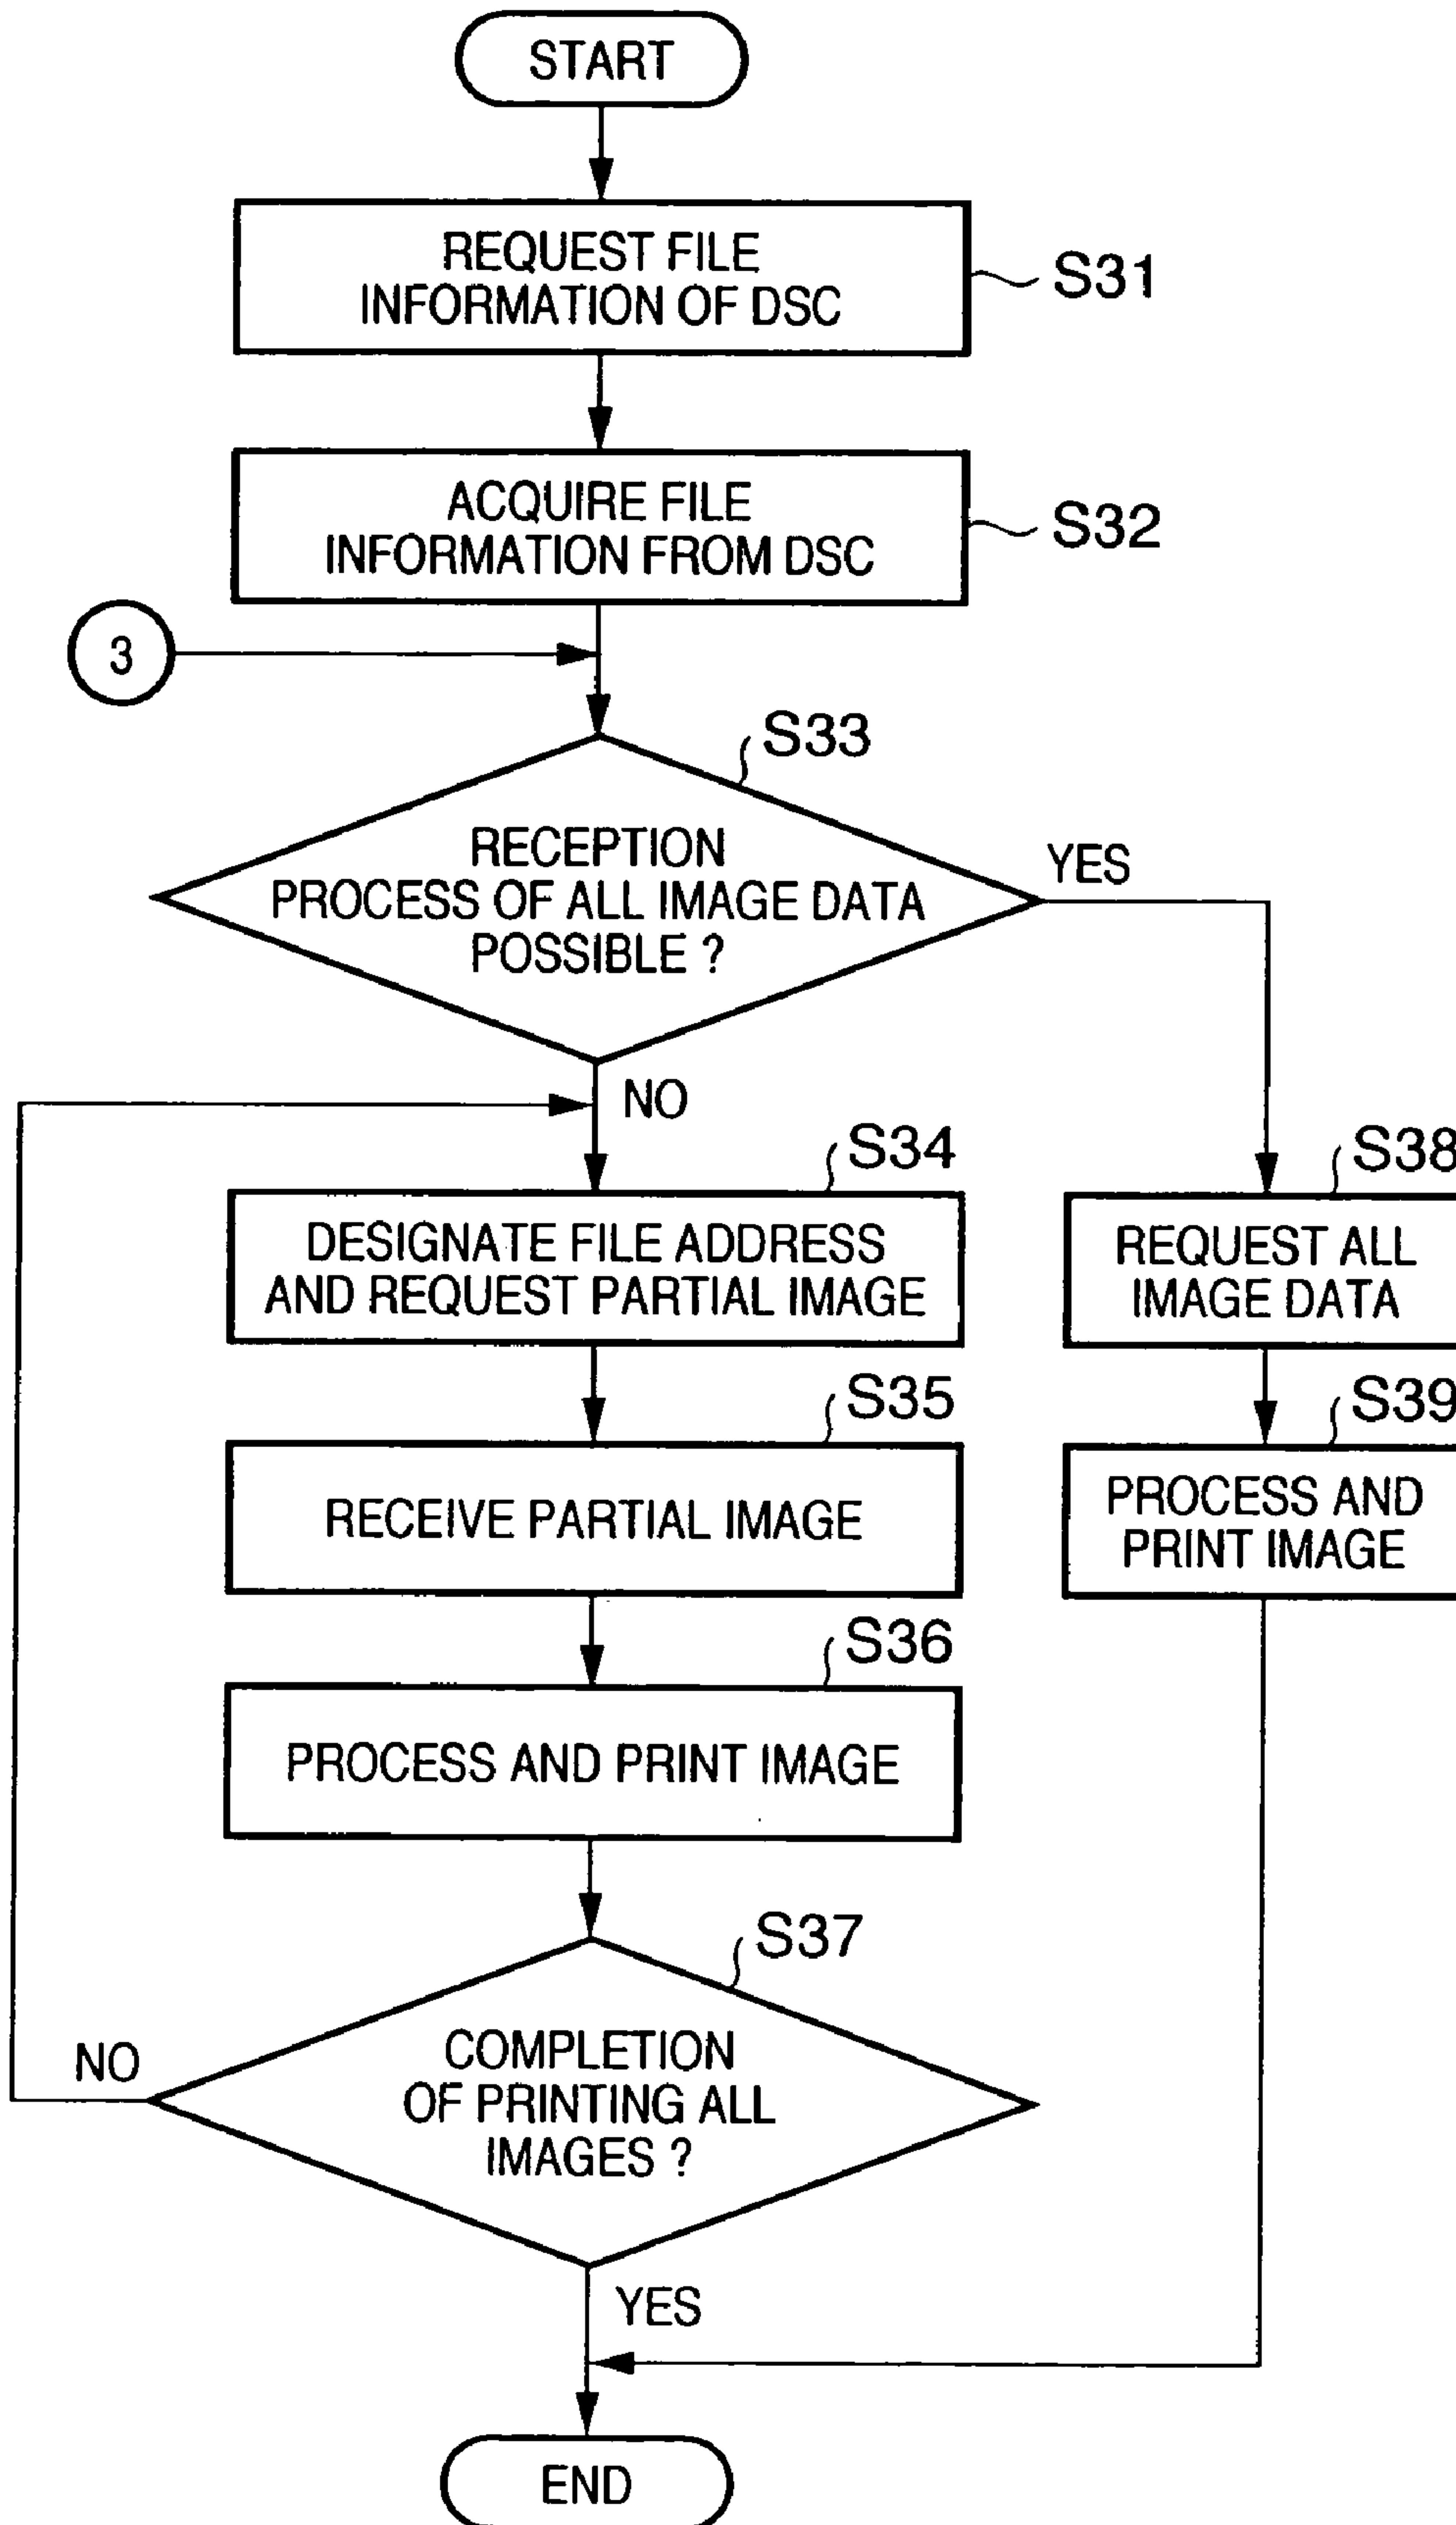 START
REQUEST FILE
INFORMATION OF DSC
S31
ACQUIRE FILE
INFORMATION FROM DSC
S32
3
S33
RECEPTION
PROCESS OF ALL IMAGE DATA
POSSIBLE ?
YES
NO
S34
DESIGNATE FILE ADDRESS
AND REQUEST PARTIAL IMAGE
S38
REQUEST ALL
IMAGE DATA
S35
RECEIVE PARTIAL IMAGE
S39
PROCESS AND
PRINT IMAGE
S36
PROCESS AND PRINT IMAGE
S37
COMPLETION
OF PRINTING ALL
IMAGES ?
NO
YES
END